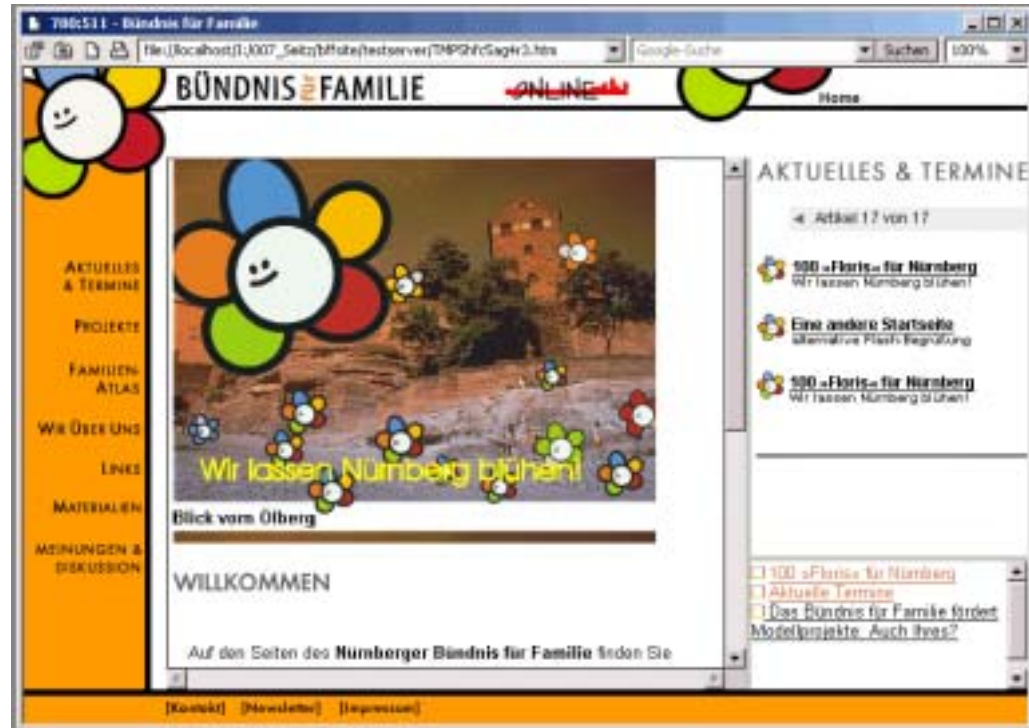 700:511 - Bündnis für Familie
Google-Suche
Suchen
100%
BÜNDNIS für FAMILIE
ONLINE
Home
AKTUELLES & TERMINE
Artikel 17 von 17
100 »Floris« für Nürnberg
Wir lassen Nürnberg blühen!
Eine andere Startseite
alternative Flash-Begrüßung
100 »Floris« für Nürnberg
Wir lassen Nürnberg blühen!
AKTUELLES
& TERMINE
PROJEKTE
FAMILIEN-
ATLAS
WIR ÜBER UNS
LINKS
MATERIALIEN
MEINUNGEN &
DISKUSSION
Wir lassen Nürnberg blühen!
Blick vom Ölberg
WILLKOMMEN
Auf den Seiten des Nürnberger Bündnis für Familie finden Sie
100 »Floris« für Nürnberg
Aktuelle Termine
Das Bündnis für Familie fördert
Modellprojekte. Auch Ihres?
[Kontakt] [Newsletter] [Impressum]